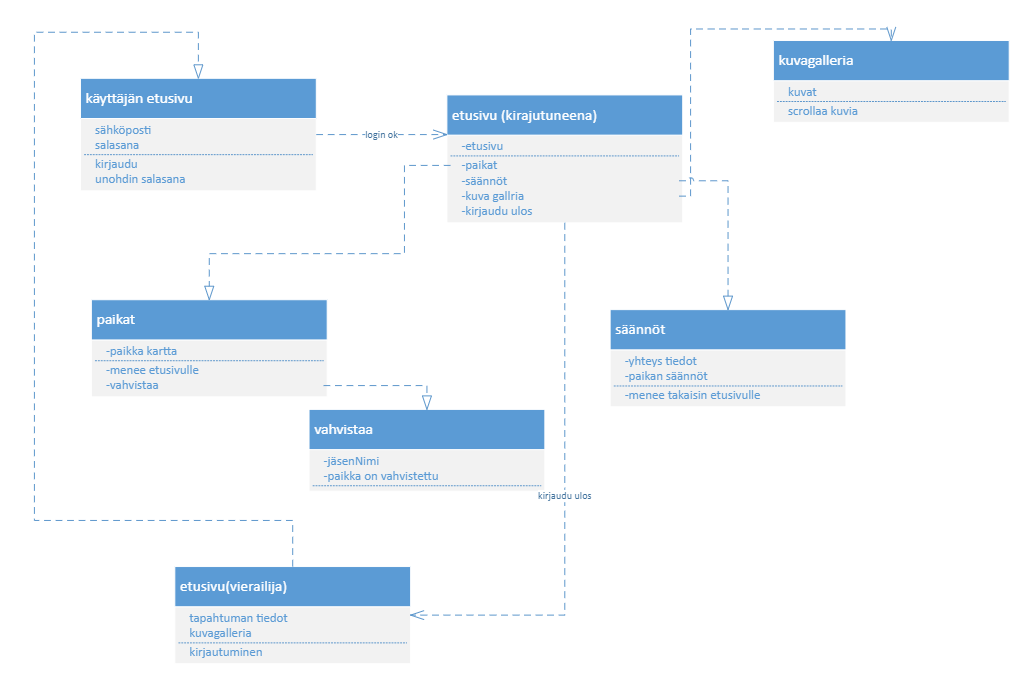 käyttäjän etusivu
sähköposti
salasana
kirjaudu
unohdin salasana
login ok
etusivu (kirajutuneena)
-etusivu
-paikat
-säännöt
-kuva gallria
-kirjaudu ulos
kuvagalleria
kuvat
scrollaa kuvia
paikat
-paikka kartta
-menee etusivulle
-vahvistaa
säännöt
-yhteys tiedot
-paikan säännöt
-menee takaisin etusivulle
vahvistaa
-jäsenNimi
-paikka on vahvistettu
kirjaudu ulos
etusivu(vierailija)
tapahtuman tiedot
kuvagalleria
kirjautuminen